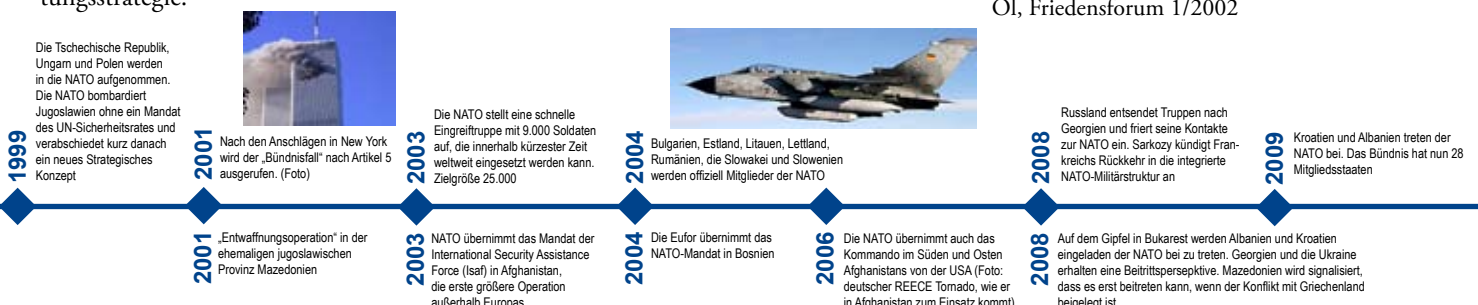 tungsstrategie.
Öl, Friedensforum 1/2002
1999
Die Tschechische Republik,
Ungarn und Polen werden
in die NATO aufgenommen.
Die NATO bombardiert
Jugoslawien ohne ein Mandat
des UN-Sicherheitsrates und
verabschiedet kurz danach
ein neues Strategisches
Konzept
2001
Nach den Anschlägen in New York
wird der „Bündnisfall“ nach Artikel 5
ausgerufen. (Foto)
2003
Die NATO stellt eine schnelle
Eingreiftruppe mit 9.000 Soldaten
auf, die innerhalb kürzester Zeit
weltweit eingesetzt werden kann.
Zielgröße 25.000
2004
Bulgarien, Estland, Litauen, Lettland,
Rumänien, die Slowakei und Slowenien
werden offiziell Mitglieder der NATO
2008
Russland entsendet Truppen nach
Georgien und friert seine Kontakte
zur NATO ein. Sarkozy kündigt Fran-
kreichs Rückkehr in die integrierte
NATO-Militärstruktur an
2009
Kroatien und Albanien treten der
NATO bei. Das Bündnis hat nun 28
Mitgliedsstaaten
2001
„Entwaffnungsoperation“ in der
ehemaligen jugoslawischen
Provinz Mazedonien
2003
NATO übernimmt das Mandat der
International Security Assistance
Force (Isaf) in Afghanistan,
die erste größere Operation
außerhalb Europas
2004
Die Eufor übernimmt das
NATO-Mandat in Bosnien
2006
Die NATO übernimmt auch das
Kommando im Süden und Osten
Afghanistans von der USA (Foto:
deutscher REECE Tornado, wie er
in Afghanistan zum Einsatz kommt)
2008
Auf dem Gipfel in Bukarest werden Albanien und Kroatien
eingeladen der NATO bei zu treten. Georgien und die Ukraine
erhalten eine Beitrittspersepktive. Mazedonien wird signalisiert,
dass es erst beitreten kann, wenn der Konflikt mit Griechenland
beigelegt ist